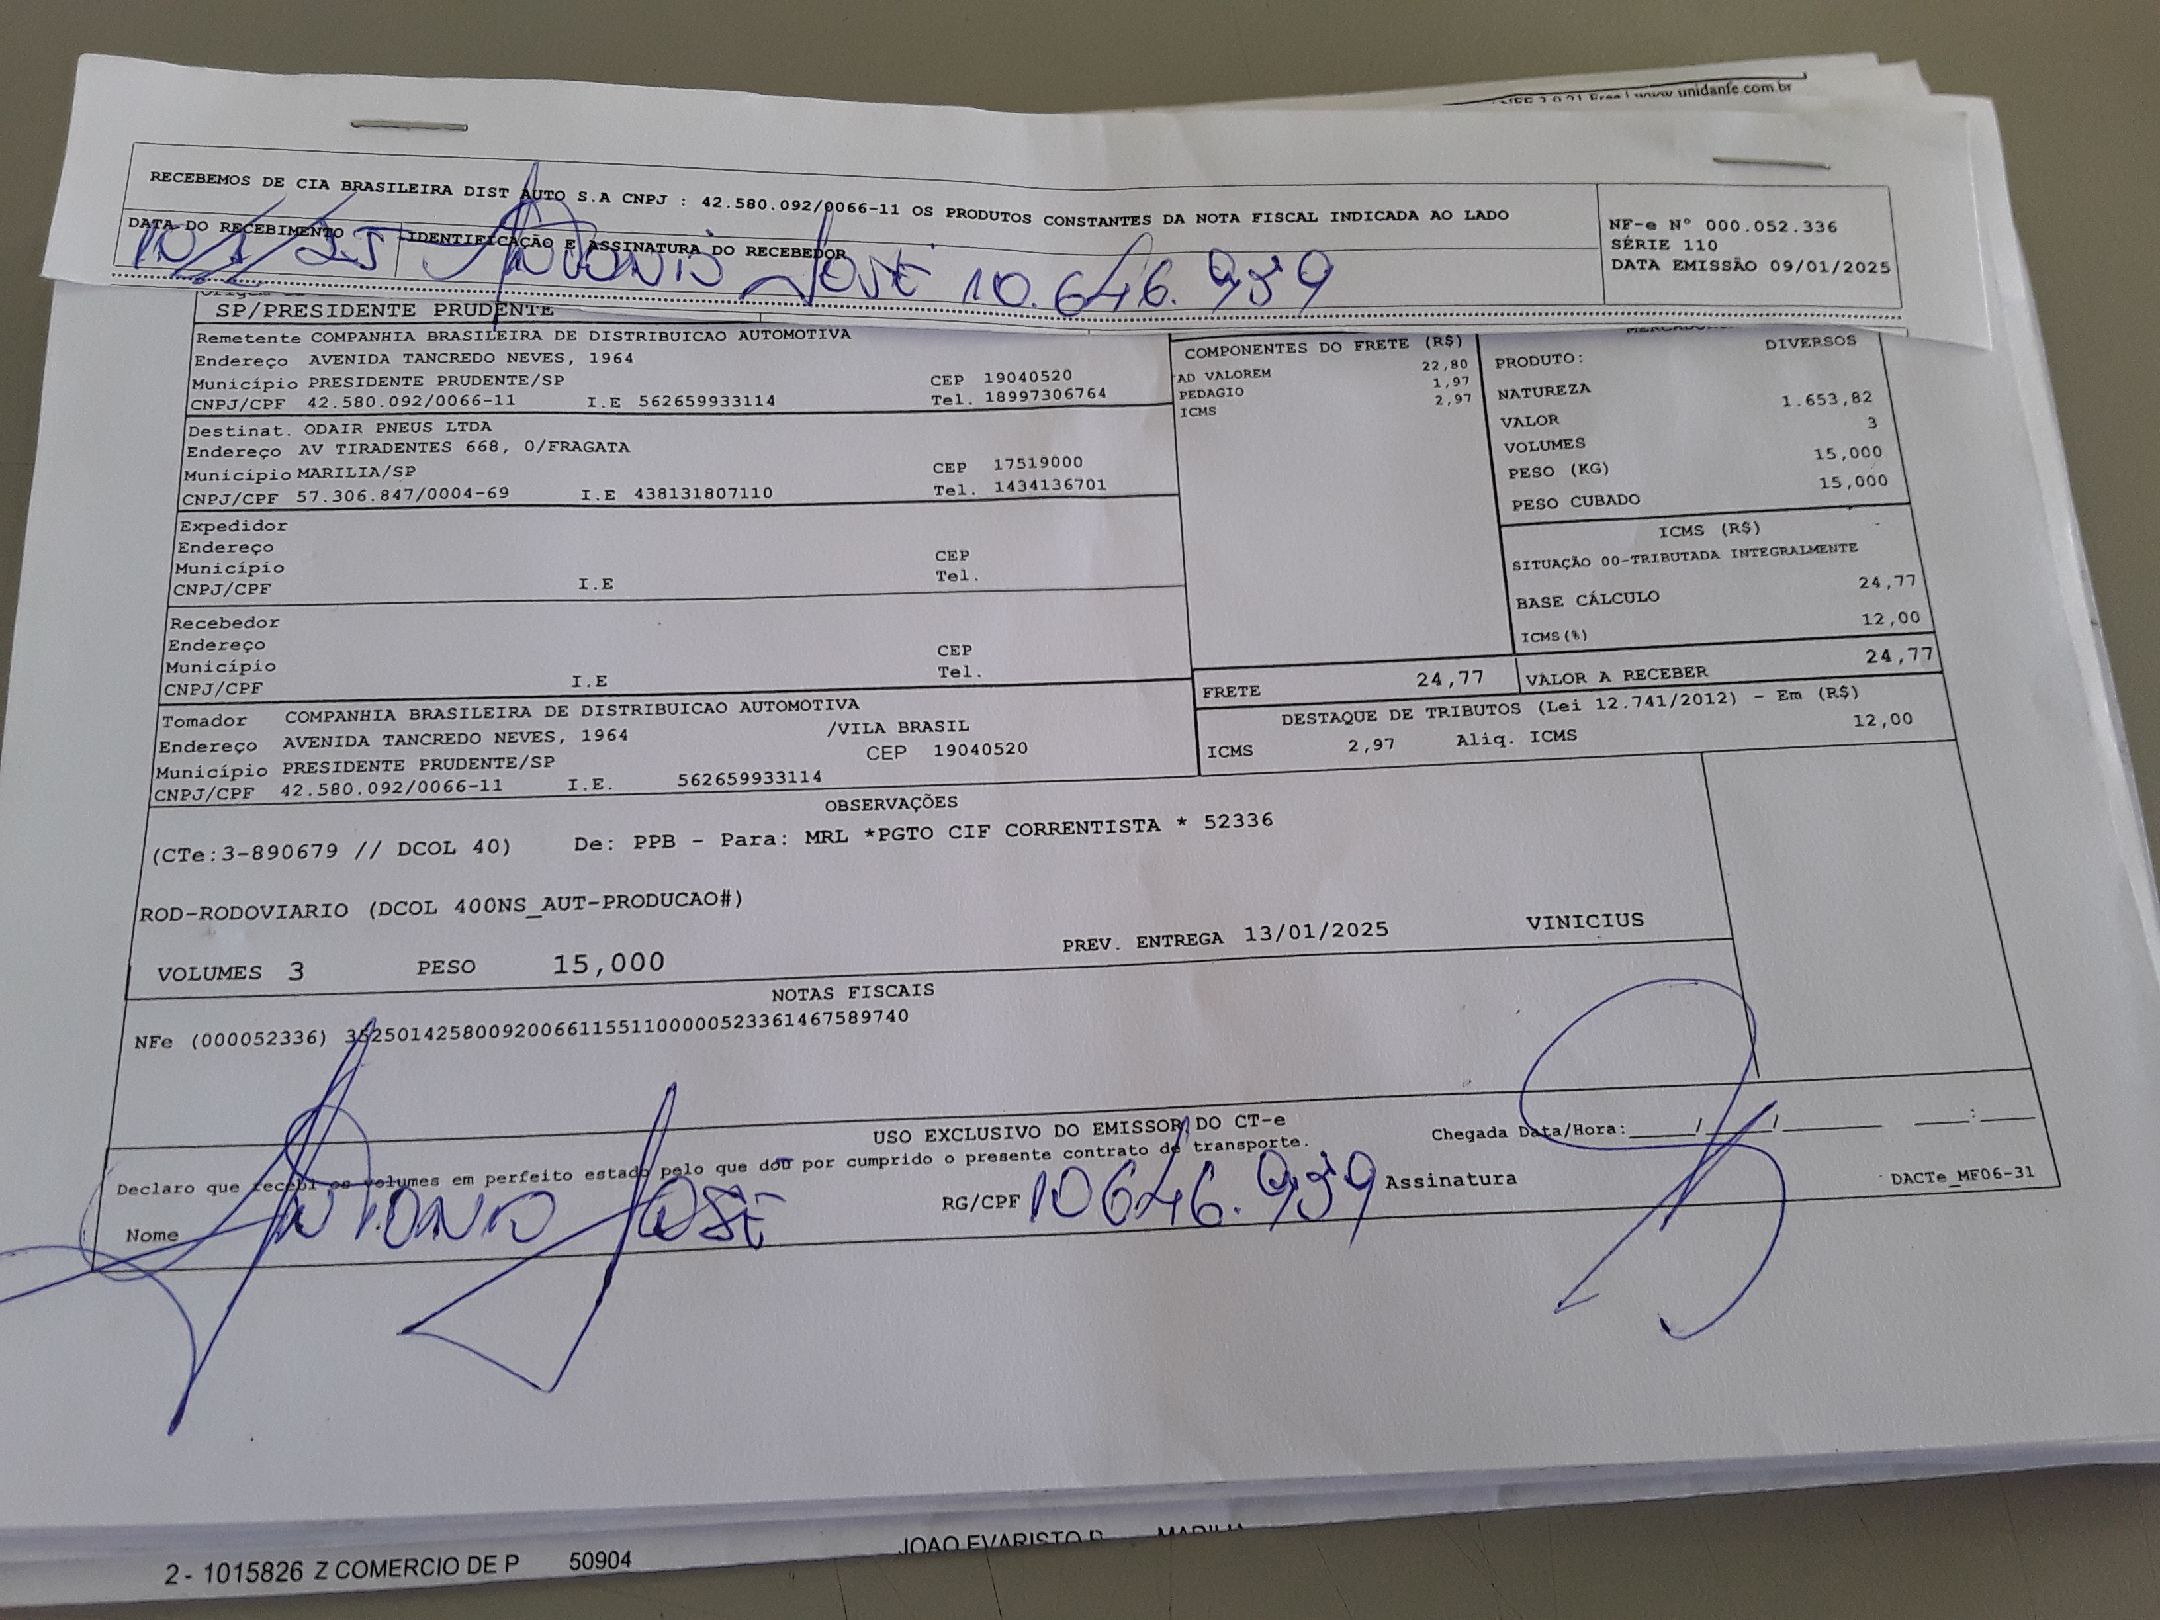 www.unidanfe.com.br
RECEBEMOS DE CIA BRASILEIRA DIST AUTO S.A CNPJ : 42.580.092/0066-11 OS PRODUTOS CONSTANTES DA NOTA FISCAL INDICADA AO LADO
DATA DO RECEBIMENTO IDENTIFICAÇÃO E ASSINATURA DO RECEBEDOR
10/1/25 ANTONIO JOSÉ 10.646.939
NF-e Nº 000.052.336
SÉRIE 110
DATA EMISSÃO 09/01/2025
SP/PRESIDENTE PRUDENTE
Remetente COMPANHIA BRASILEIRA DE DISTRIBUICAO AUTOMOTIVA
Endereço AVENIDA TANCREDO NEVES, 1964
Município PRESIDENTE PRUDENTE/SP CEP 19040520
CNPJ/CPF 42.580.092/0066-11 I.E 562659933114 Tel. 18997306764
Destinat. ODAIR PNEUS LTDA
Endereço AV TIRADENTES 668, 0/FRAGATA
Município MARILIA/SP CEP 17519000
CNPJ/CPF 57.306.847/0004-69 I.E 438131807110 Tel. 1434136701
Expedidor
Endereço
Município CEP
CNPJ/CPF I.E Tel.
Recebedor
Endereço
Município CEP
CNPJ/CPF I.E Tel.
Tomador COMPANHIA BRASILEIRA DE DISTRIBUICAO AUTOMOTIVA
Endereço AVENIDA TANCREDO NEVES, 1964 /VILA BRASIL
Município PRESIDENTE PRUDENTE/SP CEP 19040520
CNPJ/CPF 42.580.092/0066-11 I.E. 562659933114
COMPONENTES DO FRETE (R$)
AD VALOREM 22,80
PEDAGIO 1,97
ICMS 2,97
PRODUTO: DIVERSOS
NATUREZA
VALOR 1.653,82
VOLUMES 3
PESO (KG) 15,000
PESO CUBADO 15,000
ICMS (R$)
SITUAÇÃO 00-TRIBUTADA INTEGRALMENTE
BASE CÁLCULO 24,77
ICMS(%) 12,00
FRETE 24,77 VALOR A RECEBER 24,77
DESTAQUE DE TRIBUTOS (Lei 12.741/2012) - Em (R$)
ICMS 2,97 Aliq. ICMS 12,00
OBSERVAÇÕES
(CTe:3-890679 // DCOL 40) De: PPB - Para: MRL *PGTO CIF CORRENTISTA * 52336
ROD-RODOVIARIO (DCOL 400NS_AUT-PRODUCAO#)
VOLUMES 3 PESO 15,000 PREV. ENTREGA 13/01/2025 VINICIUS
NOTAS FISCAIS
NFe (000052336) 35250142580092006611551100000523361467589740
USO EXCLUSIVO DO EMISSOR DO CT-e
Declaro que recebi os volumes em perfeito estado pelo que dou por cumprido o presente contrato de transporte.
Chegada Data/Hora:_____/_____/_______ ___:____
Nome ANTONIO JOSÉ RG/CPF 10646.939 Assinatura
DACTe_MF06-31
2 - 1015826 Z COMERCIO DE P 50904 JOAO EVARISTO